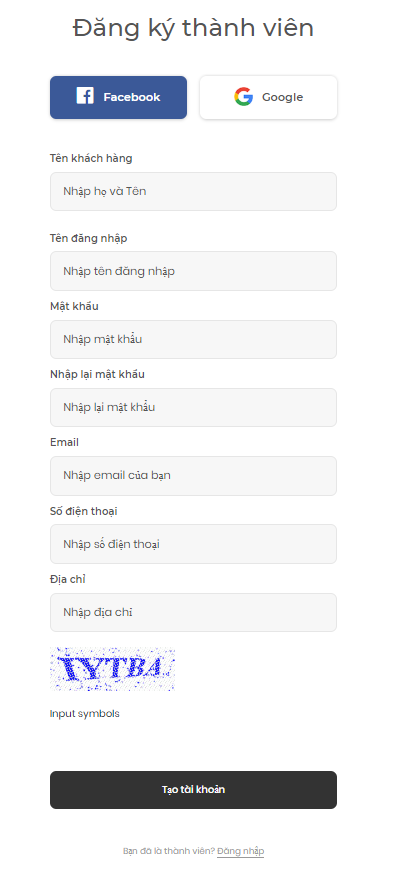 Đăng ký thành viên
Facebook
Google
Tên khách hàng
Nhập họ và Tên
Tên đăng nhập
Nhập tên đăng nhập
Mật khẩu
Nhập mật khẩu
Nhập lại mật khẩu
Nhập lại mật khẩu
Email
Nhập email của bạn
Số điện thoại
Nhập số điện thoại
Địa chỉ
Nhập địa chỉ
Input symbols
Tạo tài khoản
Bạn đã là thành viên? Đăng nhập